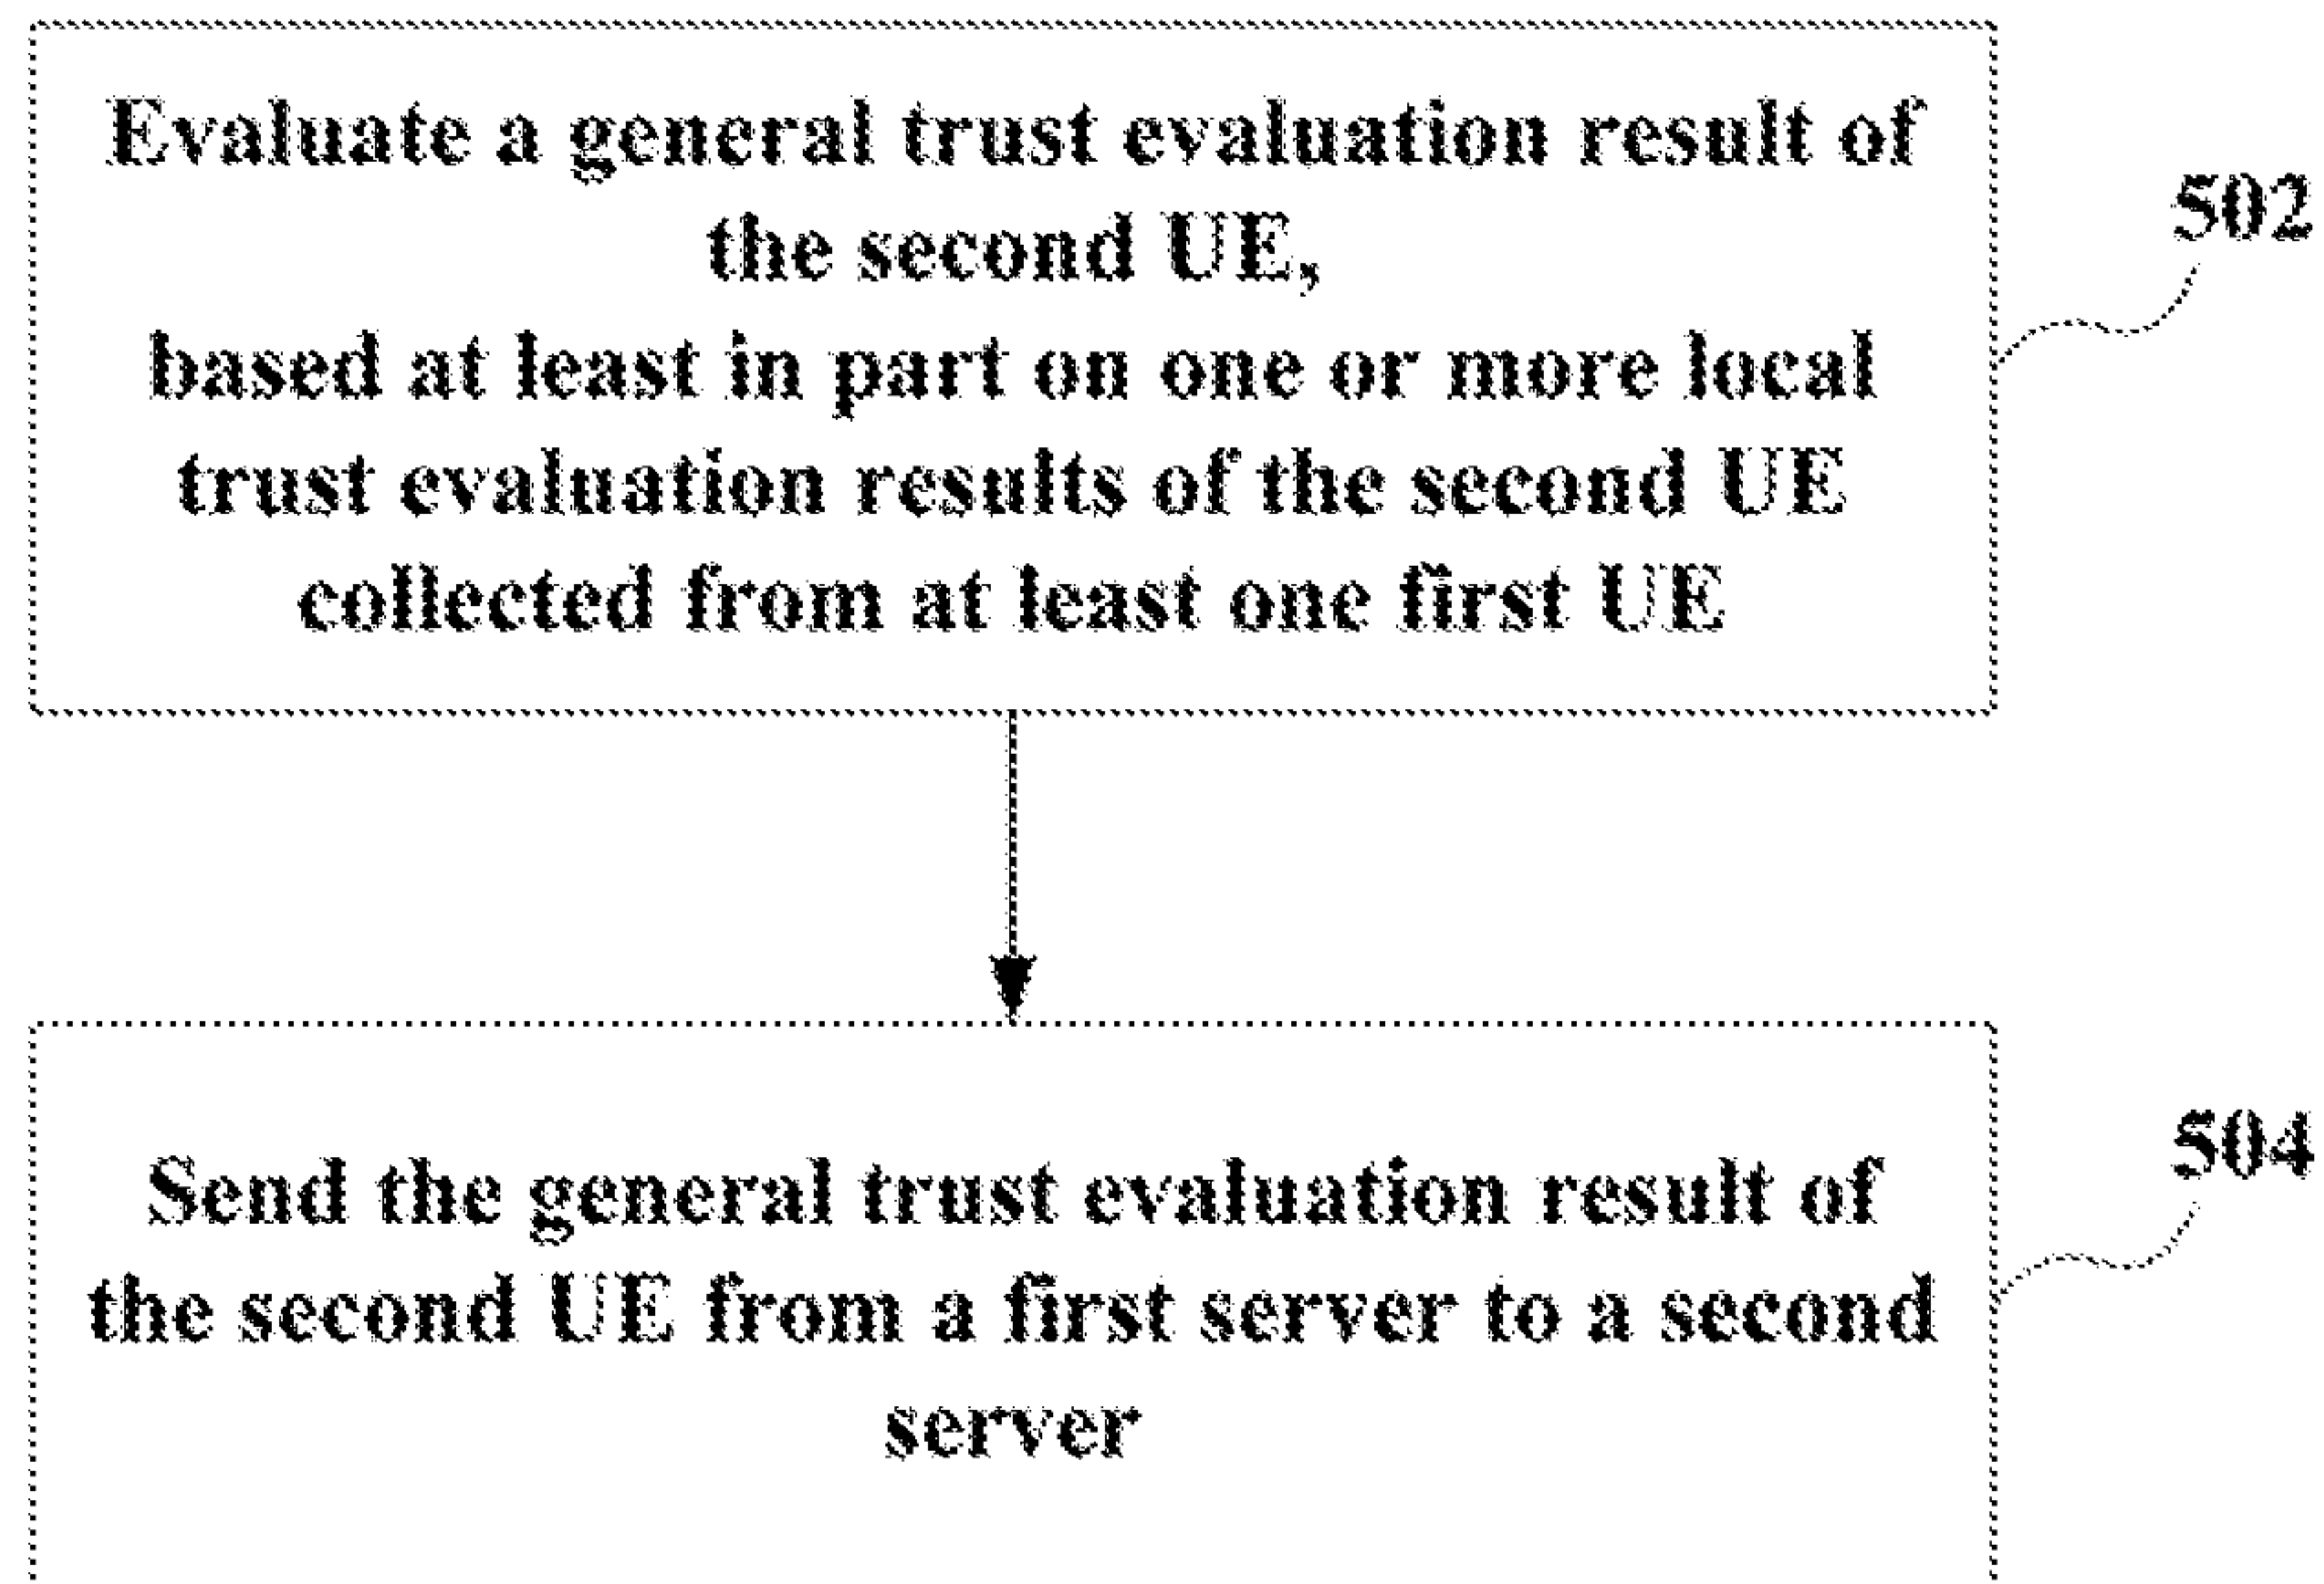 Evaluate a general trust evaluation result of
the second UE,
based at least in part on one or more local
trust evaluation results of the second UE
collected from at least one first UE
502
Send the general trust evaluation result of
the second UE from a first server to a second
server
504